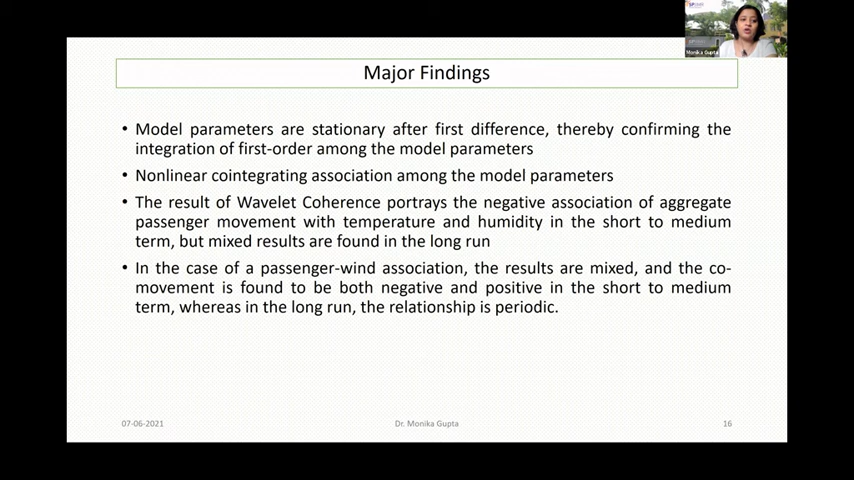 Monika Gupta
Major Findings
• Model parameters are stationary after first difference, thereby confirming the
integration of first-order among the model parameters
• Nonlinear cointegrating association among the model parameters
• The result of Wavelet Coherence portrays the negative association of aggregate
passenger movement with temperature and humidity in the short to medium
term, but mixed results are found in the long run
• In the case of a passenger-wind association, the results are mixed, and the co-
movement is found to be both negative and positive in the short to medium
term, whereas in the long run, the relationship is periodic.
07-06-2021
Dr. Monika Gupta
16